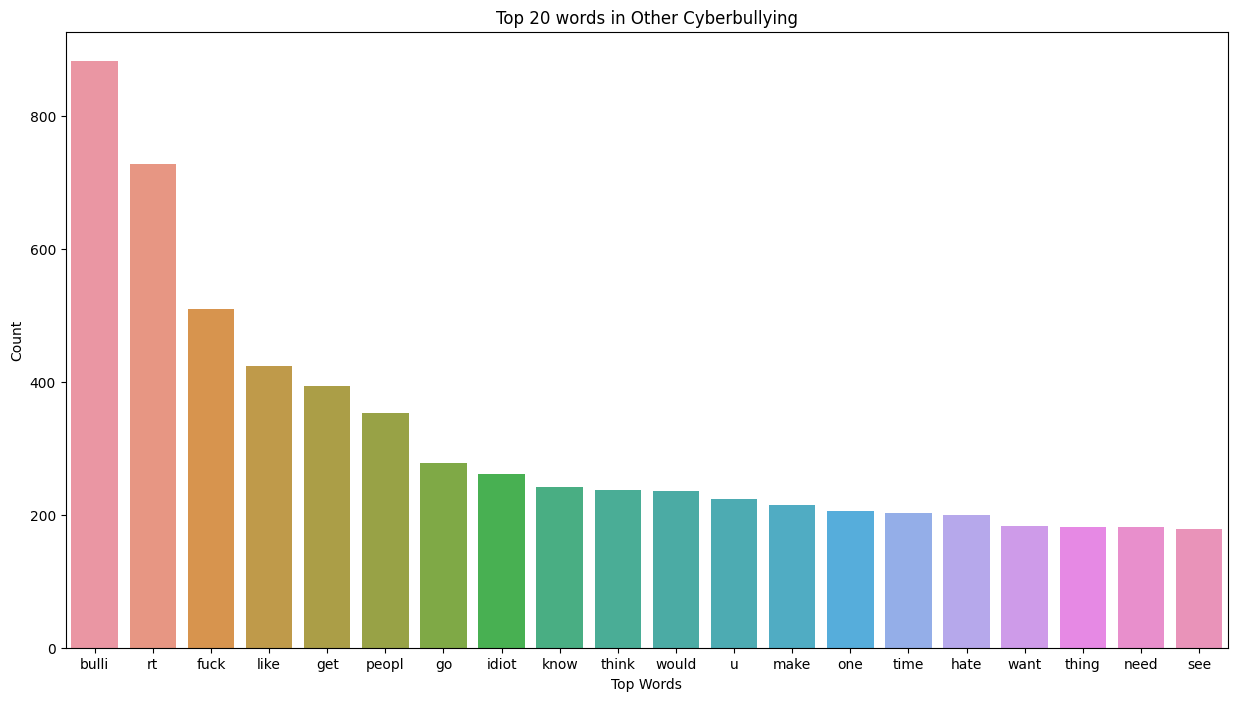 Top 20 words in Other Cyberbullying
Count
800
600
400
200
0
bulli rt fuck like get peopl go idiot know think would u make one time hate want thing need see
Top Words